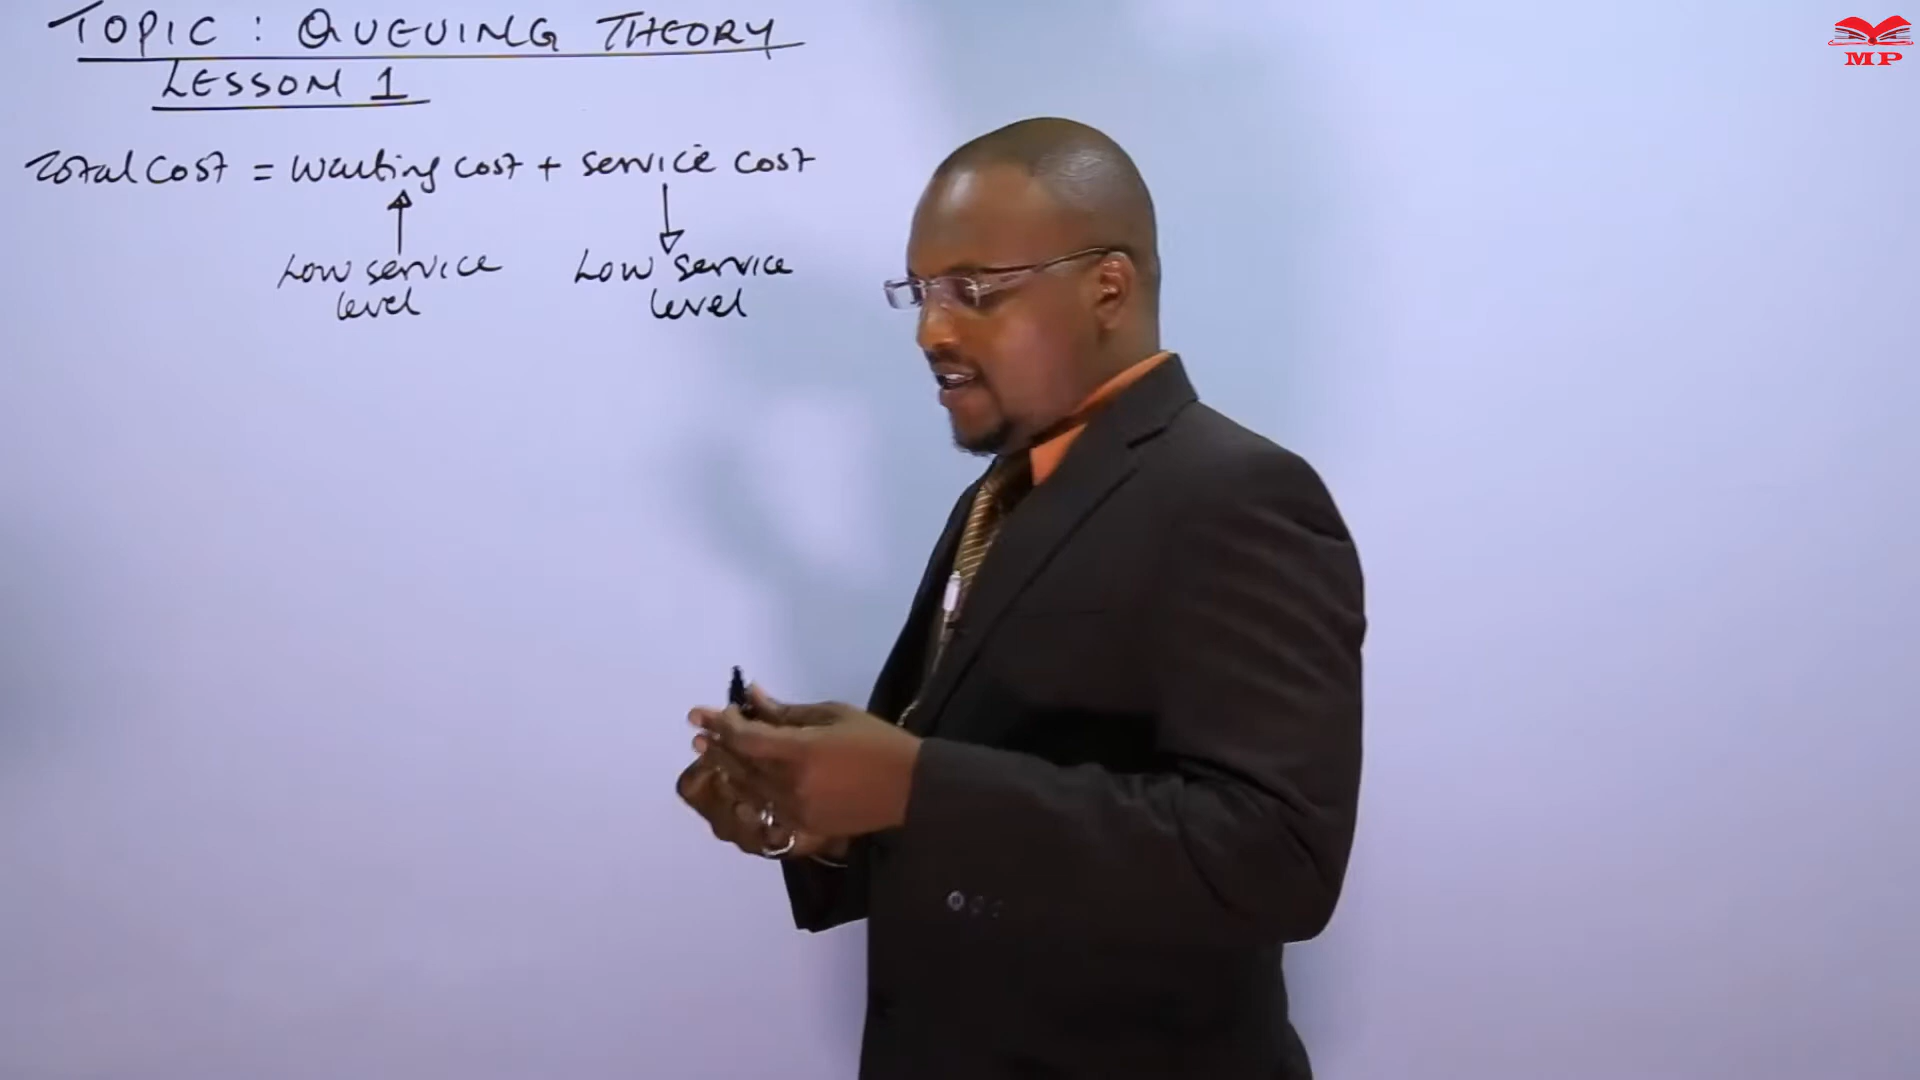 TOPIC : QUEUING THEORY
LESSON 1
Total Cost = Waiting cost + service cost
Low service level
Low service level
MP